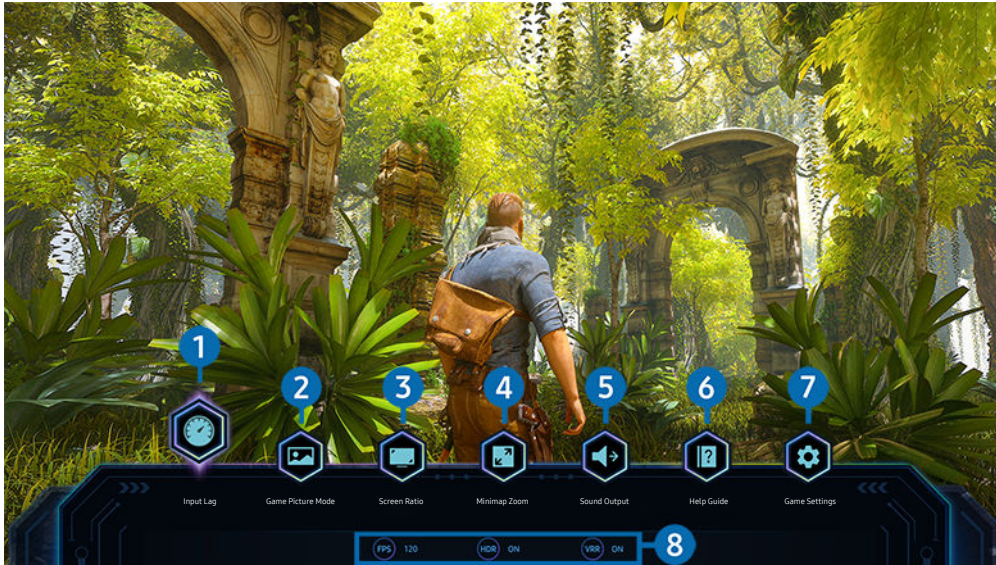 1
2 3 4 5 6 7
Input Lag Game Picture Mode Screen Ratio Minimap Zoom Sound Output Help Guide Game Settings
FPS 120 HDR ON VRR ON 8